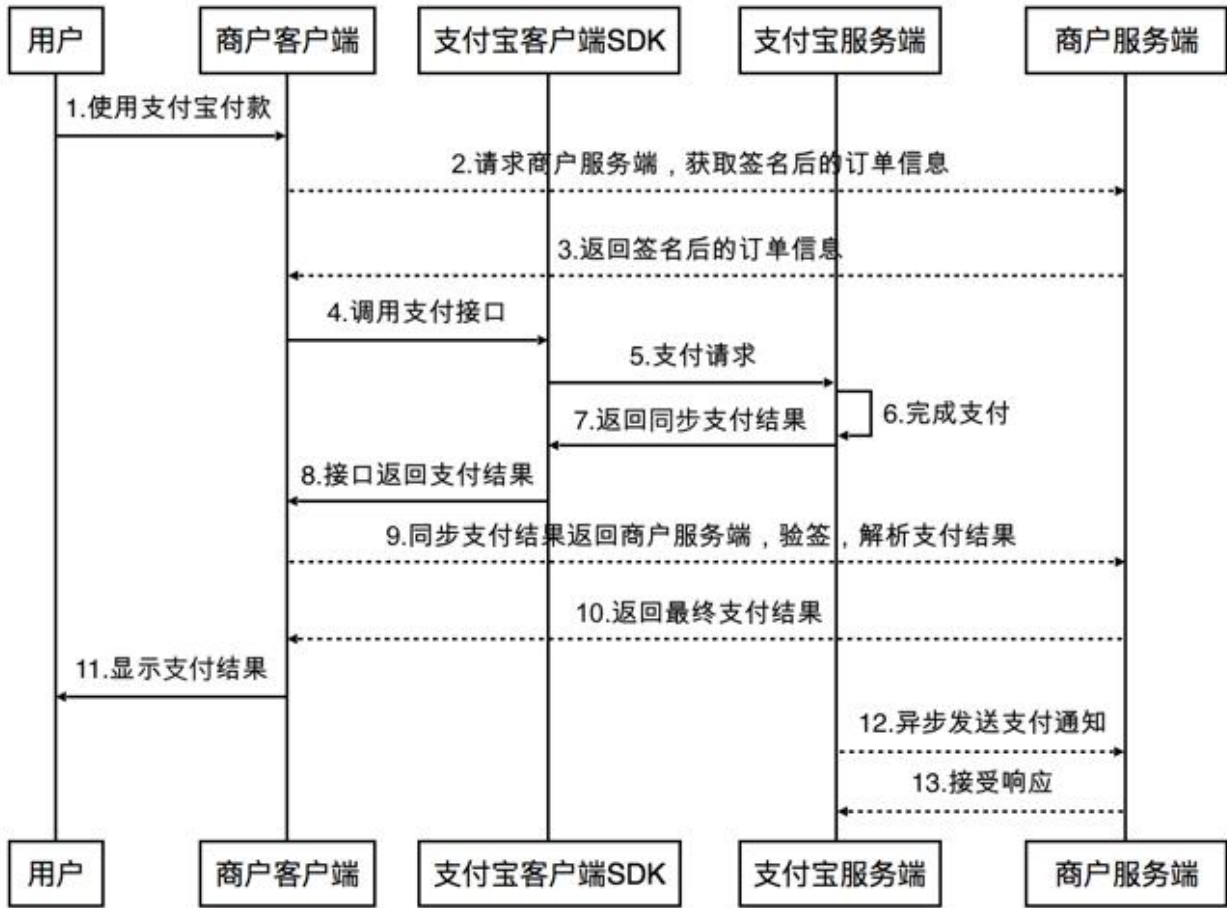 用户
商户客户端
支付宝客户端SDK
支付宝服务端
商户服务端
1.使用支付宝付款
2.请求商户服务端，获取签名后的订单信息
3.返回签名后的订单信息
4.调用支付接口
5.支付请求
6.完成支付
7.返回同步支付结果
8.接口返回支付结果
9.同步支付结果返回商户服务端，验签，解析支付结果
10.返回最终支付结果
11.显示支付结果
12.异步发送支付通知
13.接受响应
用户
商户客户端
支付宝客户端SDK
支付宝服务端
商户服务端